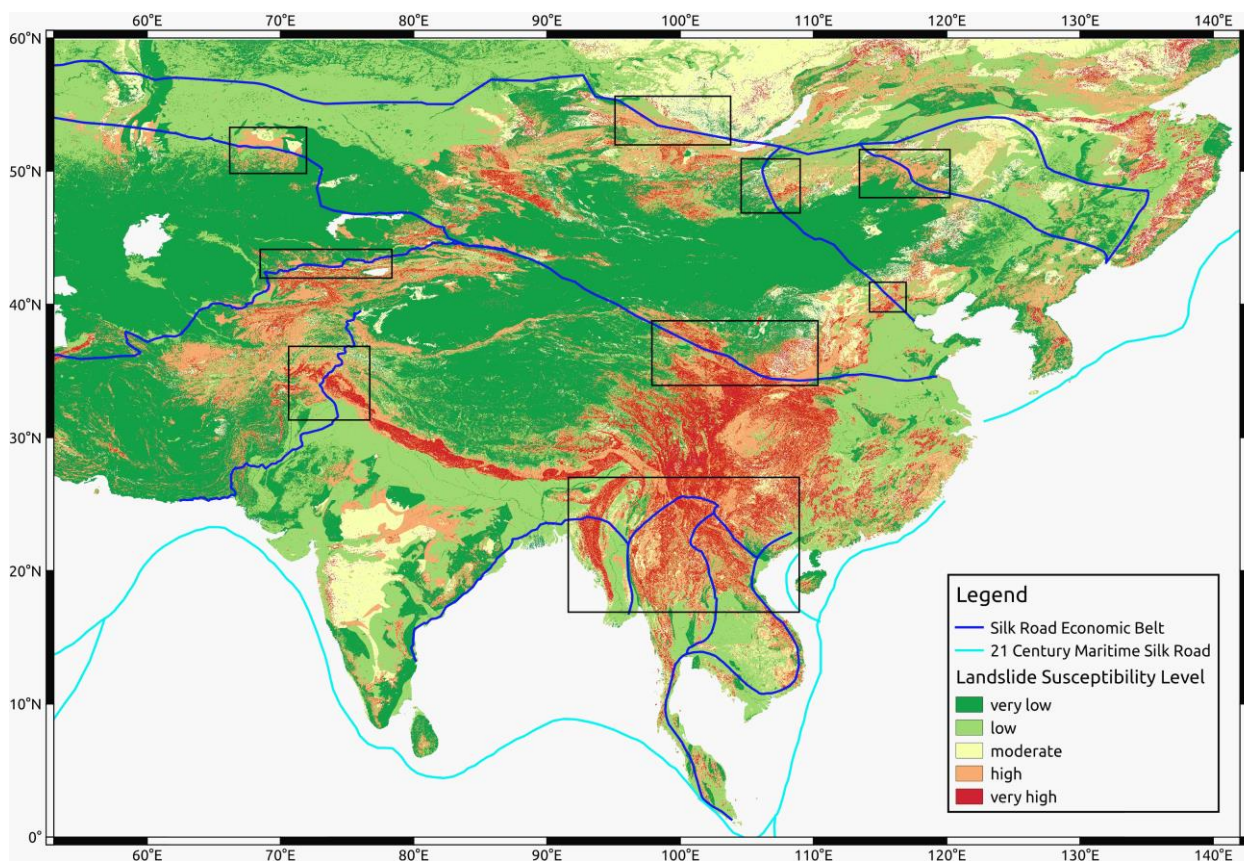 60°E 70°E 80°E 90°E 100°E 110°E 120°E 130°E 140°E
60°N
50°N
40°N
30°N
20°N
10°N
0°
Legend
Silk Road Economic Belt
21 Century Maritime Silk Road
Landslide Susceptibility Level
very low
low
moderate
high
very high
60°E 70°E 80°E 90°E 100°E 110°E 120°E 130°E 140°E